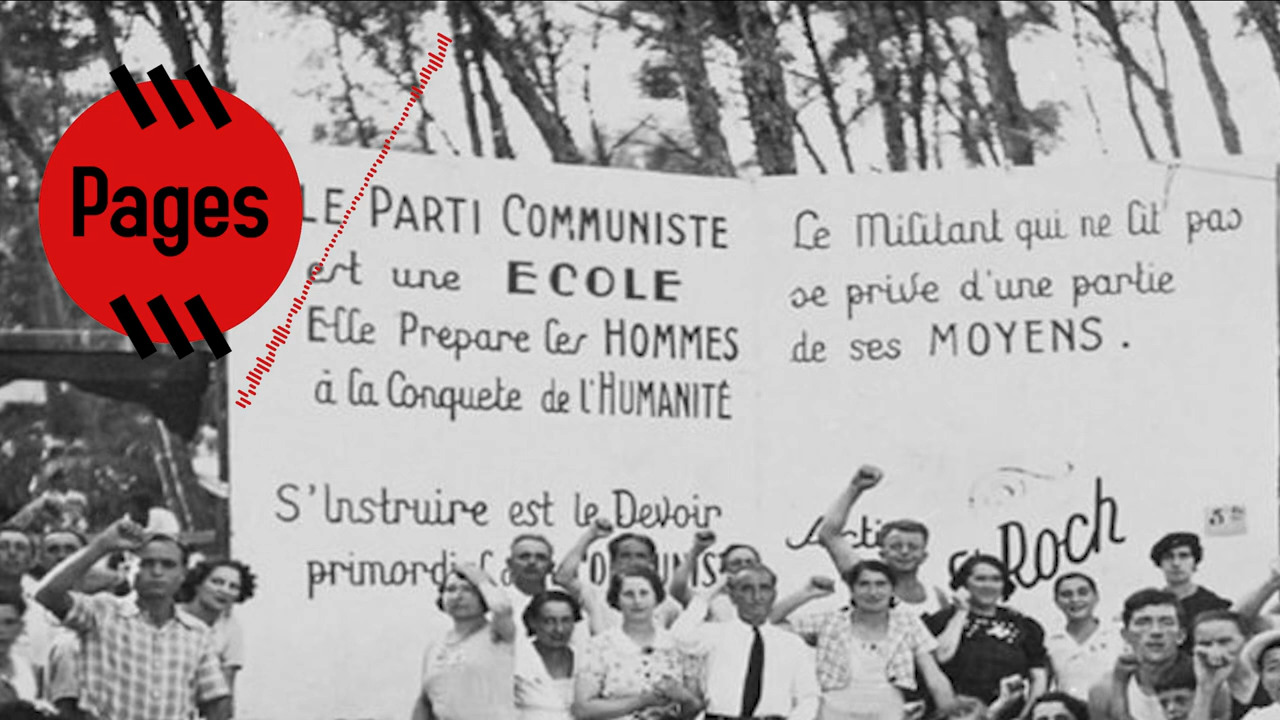 Pages
LE PARTI COMMUNISTE
est une ECOLE
Elle Prepare les HOMMES
à la Conquete de l'HUMANITÉ
S'Instruire est le Devoir
primordial
Le Militant qui ne lit pas
se prive d'une partie
de ses MOYENS.
Roch